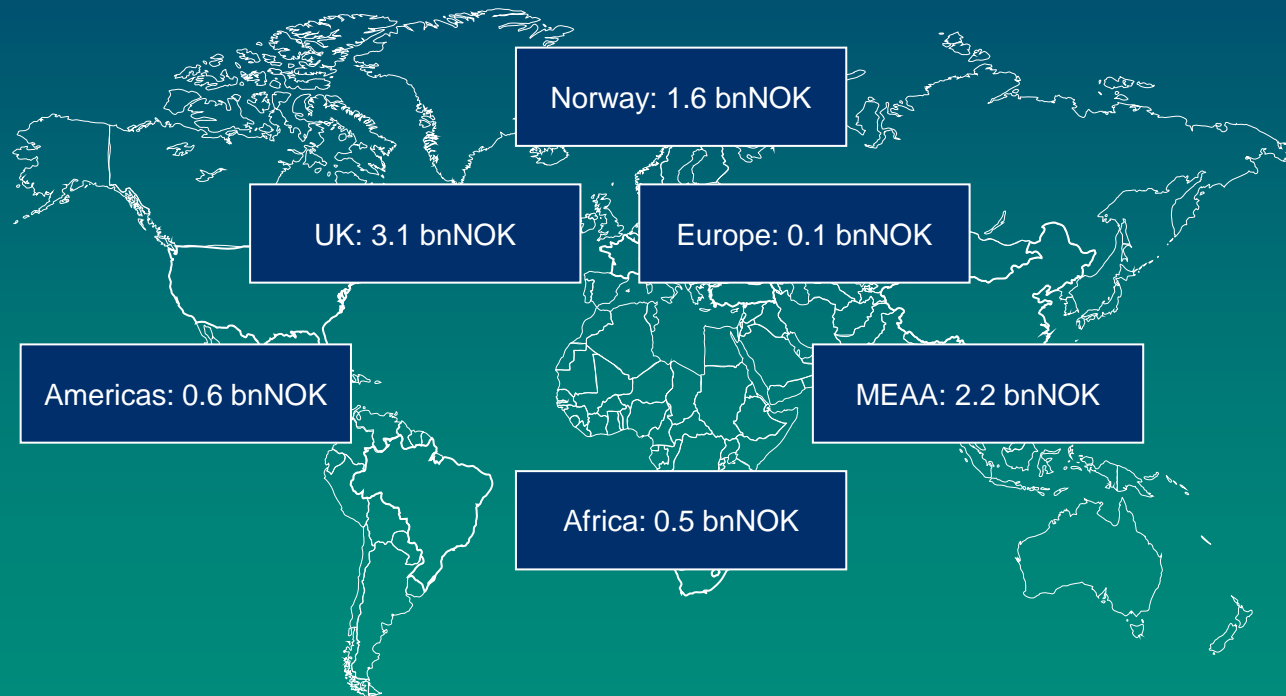 Norway: 1.6 bnNOK
UK: 3.1 bnNOK
Europe: 0.1 bnNOK
Americas: 0.6 bnNOK
MEAA: 2.2 bnNOK
Africa: 0.5 bnNOK